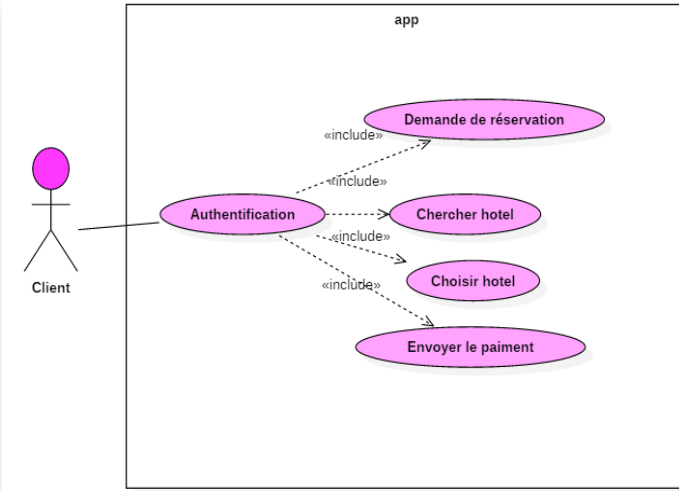 app
Demande de réservation
«include»
«include»
Authentification
Chercher hotel
«include»
Choisir hotel
«include»
Client
Envoyer le paiment